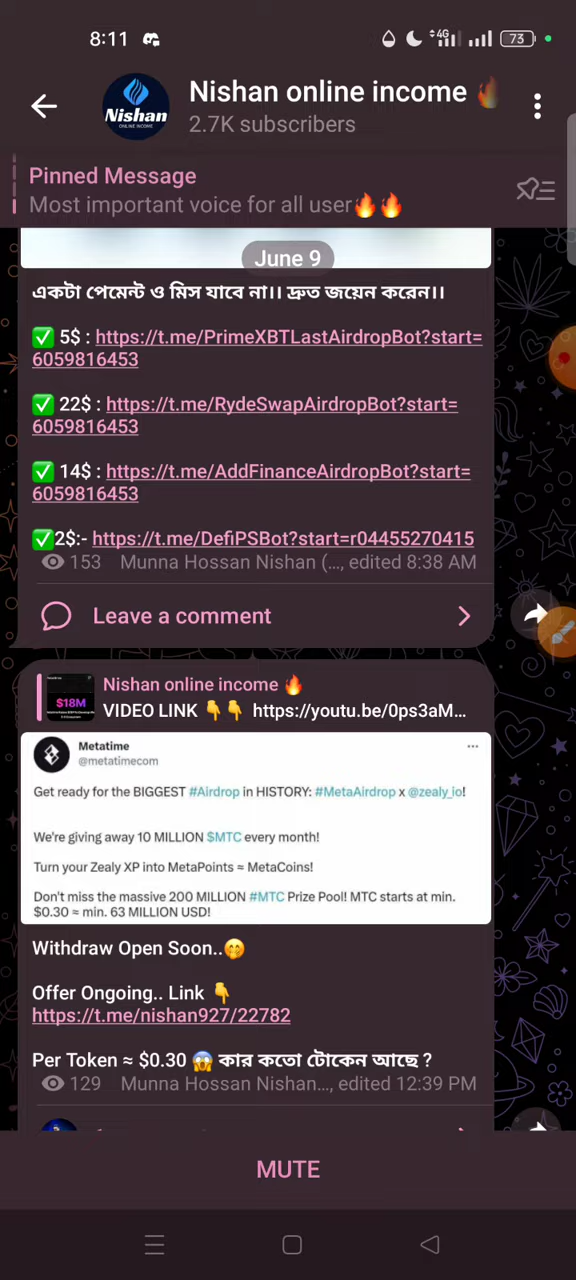 8:11
4G
73
Nishan
ONLINE INCOME
Nishan online income 🔥
2.7K subscribers
Pinned Message
Most important voice for all user🔥🔥
June 9
একটা পেমেন্ট ও মিস যাবে না।। দ্রুত জয়েন করেন।।
✅ 5$ : https://t.me/PrimeXBTLastAirdropBot?start=
6059816453
✅ 22$ : https://t.me/RydeSwapAirdropBot?start=
6059816453
✅ 14$ : https://t.me/AddFinanceAirdropBot?start=
6059816453
✅2$:- https://t.me/DefiPSBot?start=r04455270415
153 Munna Hossan Nishan (..., edited 8:38 AM
Leave a comment
$18M
Nishan online income 🔥
VIDEO LINK 👇👇 https://youtu.be/0ps3aM...
Metatime
@metatimecom
Get ready for the BIGGEST #Airdrop in HISTORY: #MetaAirdrop x @zealy_io!
We're giving away 10 MILLION $MTC every month!
Turn your Zealy XP into MetaPoints ≈ MetaCoins!
Don't miss the massive 200 MILLION #MTC Prize Pool! MTC starts at min.
$0.30 ≈ min. 63 MILLION USD!
Withdraw Open Soon..🤭
Offer Ongoing.. Link 👇
https://t.me/nishan927/22782
Per Token ≈ $0.30 😱 কার কতো টোকেন আছে ?
129 Munna Hossan Nishan..., edited 12:39 PM
MUTE